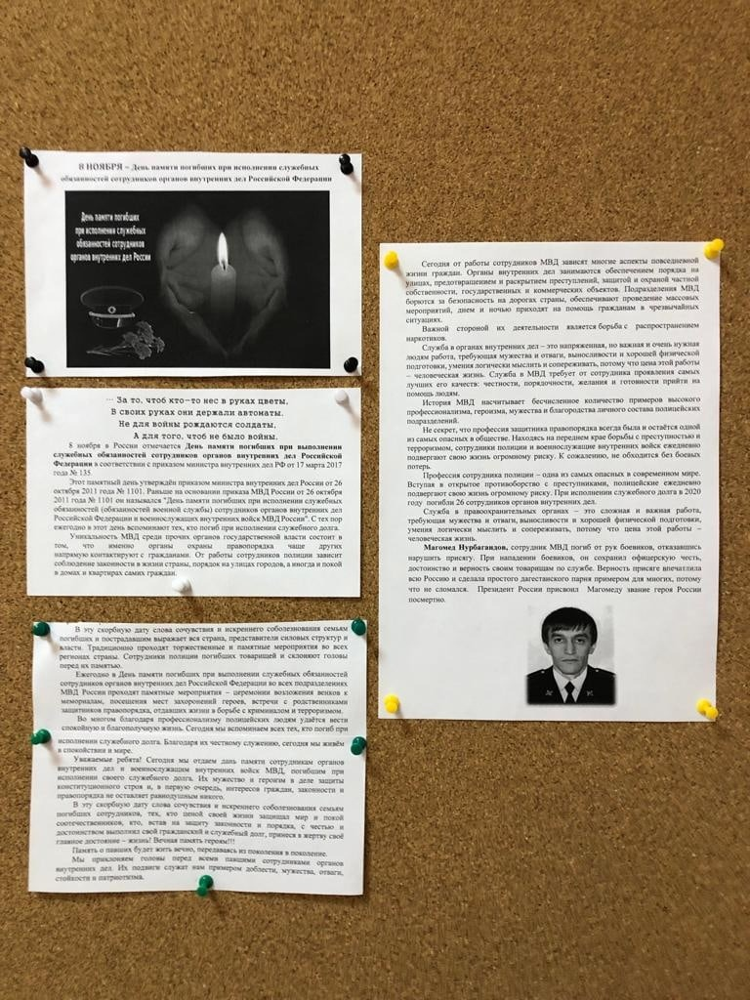 8 НОЯБРЯ – День памяти погибших при исполнении служебных
обязанностей сотрудников органов внутренних дел Российской Федерации
День памяти погибших
при исполнении служебных
обязанностей сотрудников
органов внутренних дел России
... За то, чтоб кто-то нес в руках цветы,
В своих руках они держали автоматы.
Не для войны рождаются солдаты,
А для того, чтоб не было войны.
8 ноября в России отмечается День памяти погибших при выполнении
служебных обязанностей сотрудников органов внутренних дел Российской
Федерации в соответствии с приказом министра внутренних дел РФ от 17 марта 2017
года № 135.
Этот памятный день утверждён приказом министра внутренних дел России от 26
октября 2011 года № 1101. Раньше на основании приказа МВД России от 26 октября
2011 года № 1101 он назывался "День памяти погибших при исполнении служебных
обязанностей (обязанностей военной службы) сотрудников органов внутренних дел
Российской Федерации и военнослужащих внутренних войск МВД России". С тех пор
ежегодно в этот день вспоминают тех, кто погиб при исполнении служебного долга.
Уникальность МВД среди прочих органов государственной власти состоит в
том, что именно органы охраны правопорядка чаще других
напрямую контактируют с гражданами. От работы сотрудников полиции зависит
соблюдение законности в жизни страны, порядок на улицах городов, а иногда и покой
в домах и квартирах самих граждан.
В эту скорбную дату слова сочувствия и искреннего соболезнования семьям
погибших и пострадавшим выражает вся страна, представители силовых структур и
власти. Традиционно проходят торжественные и памятные мероприятия во всех
регионах страны. Сотрудники полиции погибших товарищей и склоняют головы
перед их памятью.
Ежегодно в День памяти погибших при выполнении служебных обязанностей
сотрудников органов внутренних дел Российской Федерации во всех подразделениях
МВД России проходят памятные мероприятия – церемонии возложения венков к
мемориалам, посещения мест захоронений героев, встречи с родственниками
защитников правопорядка, отдавших жизни в борьбе с криминалом и терроризмом.
Во многом благодаря профессионализму полицейских людям удаётся вести
спокойную и благополучную жизнь. Сегодня мы вспоминаем всех тех, кто погиб при
исполнении служебного долга. Благодаря их честному служению, сегодня мы живём
в спокойствии и мире.
Уважаемые ребята! Сегодня мы отдаем дань памяти сотрудникам органов
внутренних дел и военнослужащим внутренних войск МВД, погибшим при
исполнении своего служебного долга. Их мужество и героизм в деле защиты
конституционного строя и, в первую очередь, интересов граждан, законности и
правопорядка не оставляет равнодушным никого.
В эту скорбную дату слова сочувствия и искреннего соболезнования семьям
погибших сотрудников, тех, кто ценой своей жизни защищал мир и покой
соотечественников, кто, встав на защиту законности и порядка, с честью и
достоинством выполнил свой гражданский и служебный долг, принеся в жертву своё
главное достояние – жизнь! Вечная память героям!!!
Память о павших будет жить вечно, передаваясь из поколения в поколение.
Мы приклоняем головы перед всеми павшими сотрудниками органов
внутренних дел. Их подвиги служат нам примером доблести, мужества, отваги,
стойкости и патриотизма.
Сегодня от работы сотрудников МВД зависят многие аспекты повседневной
жизни граждан. Органы внутренних дел занимаются обеспечением порядка на
улицах, предотвращением и раскрытием преступлений, защитой и охраной частной
собственности, государственных и коммерческих объектов. Подразделения МВД
борются за безопасность на дорогах страны, обеспечивают проведение массовых
мероприятий, днем и ночью приходят на помощь гражданам в чрезвычайных
ситуациях.
Важной стороной их деятельности является борьба с распространением
наркотиков.
Служба в органах внутренних дел – это напряженная, но важная и очень нужная
людям работа, требующая мужества и отваги, выносливости и хорошей физической
подготовки, умения логически мыслить и сопереживать, потому что цена этой работы
– человеческая жизнь. Служба в МВД требует от сотрудника проявления самых
лучших его качеств: честности, порядочности, желания и готовности прийти на
помощь людям.
История МВД насчитывает бесчисленное количество примеров высокого
профессионализма, героизма, мужества и благородства личного состава полицейских
подразделений.
Не секрет, что профессия защитника правопорядка всегда была и остаётся одной
из самых опасных в обществе. Находясь на переднем крае борьбы с преступностью и
терроризмом, сотрудники полиции и военнослужащие внутренних войск ежедневно
подвергают свою жизнь огромному риску. К сожалению, не обходится без боевых
потерь.
Профессия сотрудника полиции – одна из самых опасных в современном мире.
Вступая в открытое противоборство с преступниками, полицейские ежедневно
подвергают свою жизнь огромному риску. При исполнении служебного долга в 2020
году погибли 26 сотрудников органов внутренних дел.
Служба в правоохранительных органах – это сложная и важная работа,
требующая мужества и отваги, выносливости и хорошей физической подготовки,
умения логически мыслить и сопереживать, потому что цена этой работы –
человеческая жизнь.
Магомед Нурбагандов, сотрудник МВД погиб от рук боевиков, отказавшись
нарушить присягу. При нападении боевиков, он сохранил офицерскую честь,
достоинство и верность своим товарищам по службе. Верность присяге впечатлила
всю Россию и сделала простого дагестанского парня примером для многих, потому
что не сломался. Президент России присвоил Магомеду звание героя России
посмертно.